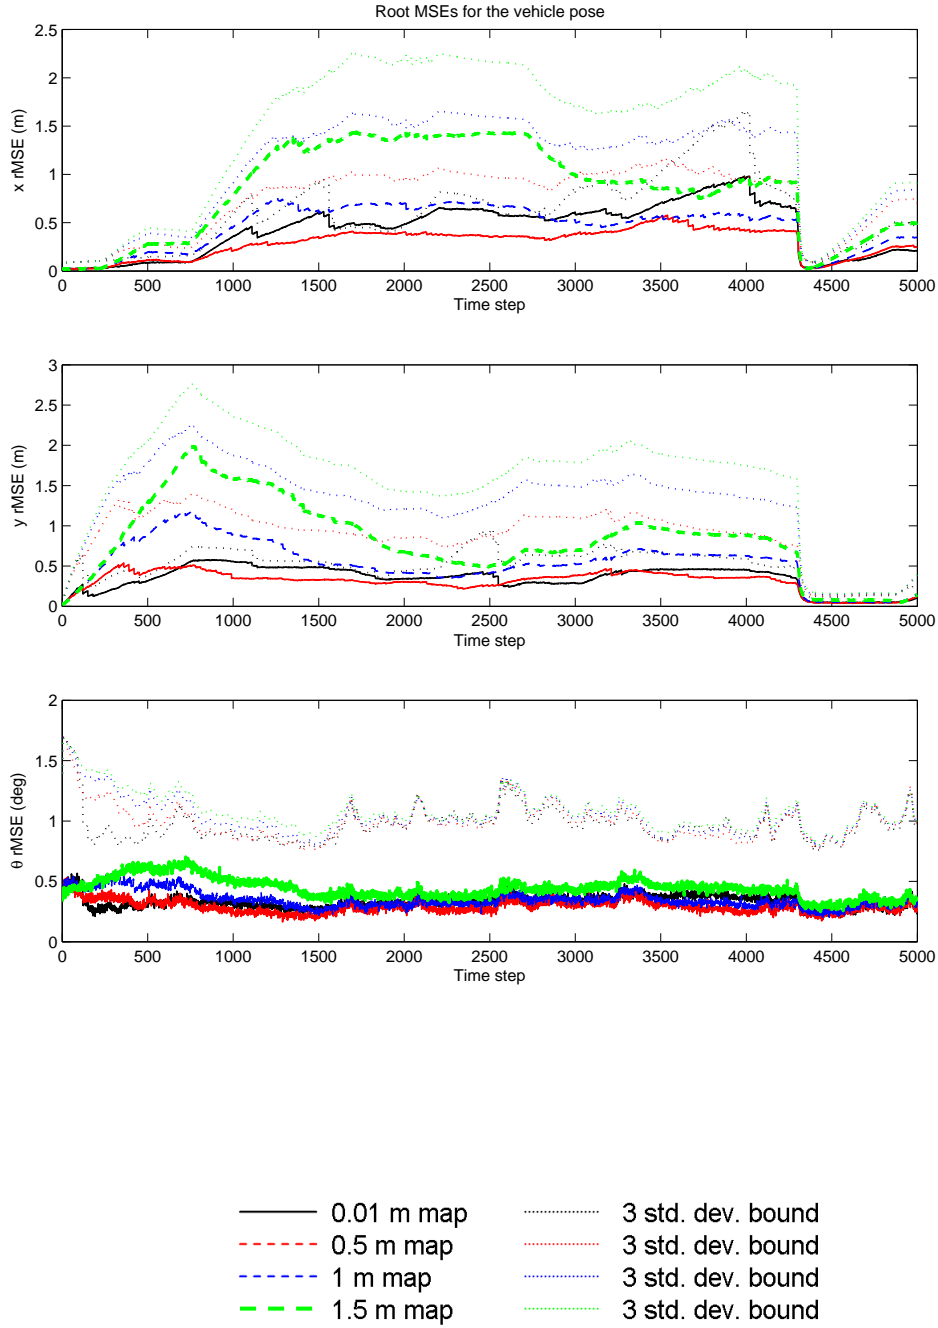 Root MSEs for the vehicle pose
2.5
2
1.5
1
0.5
0
x rMSE (m)
0 500 1000 1500 2000 2500 3000 3500 4000 4500 5000
Time step
3
2.5
2
1.5
1
0.5
0
y rMSE (m)
0 500 1000 1500 2000 2500 3000 3500 4000 4500 5000
Time step
2
1.5
1
0.5
0
θ rMSE (deg)
0 500 1000 1500 2000 2500 3000 3500 4000 4500 5000
Time step
0.01 m map 3 std. dev. bound
0.5 m map 3 std. dev. bound
1 m map 3 std. dev. bound
1.5 m map 3 std. dev. bound